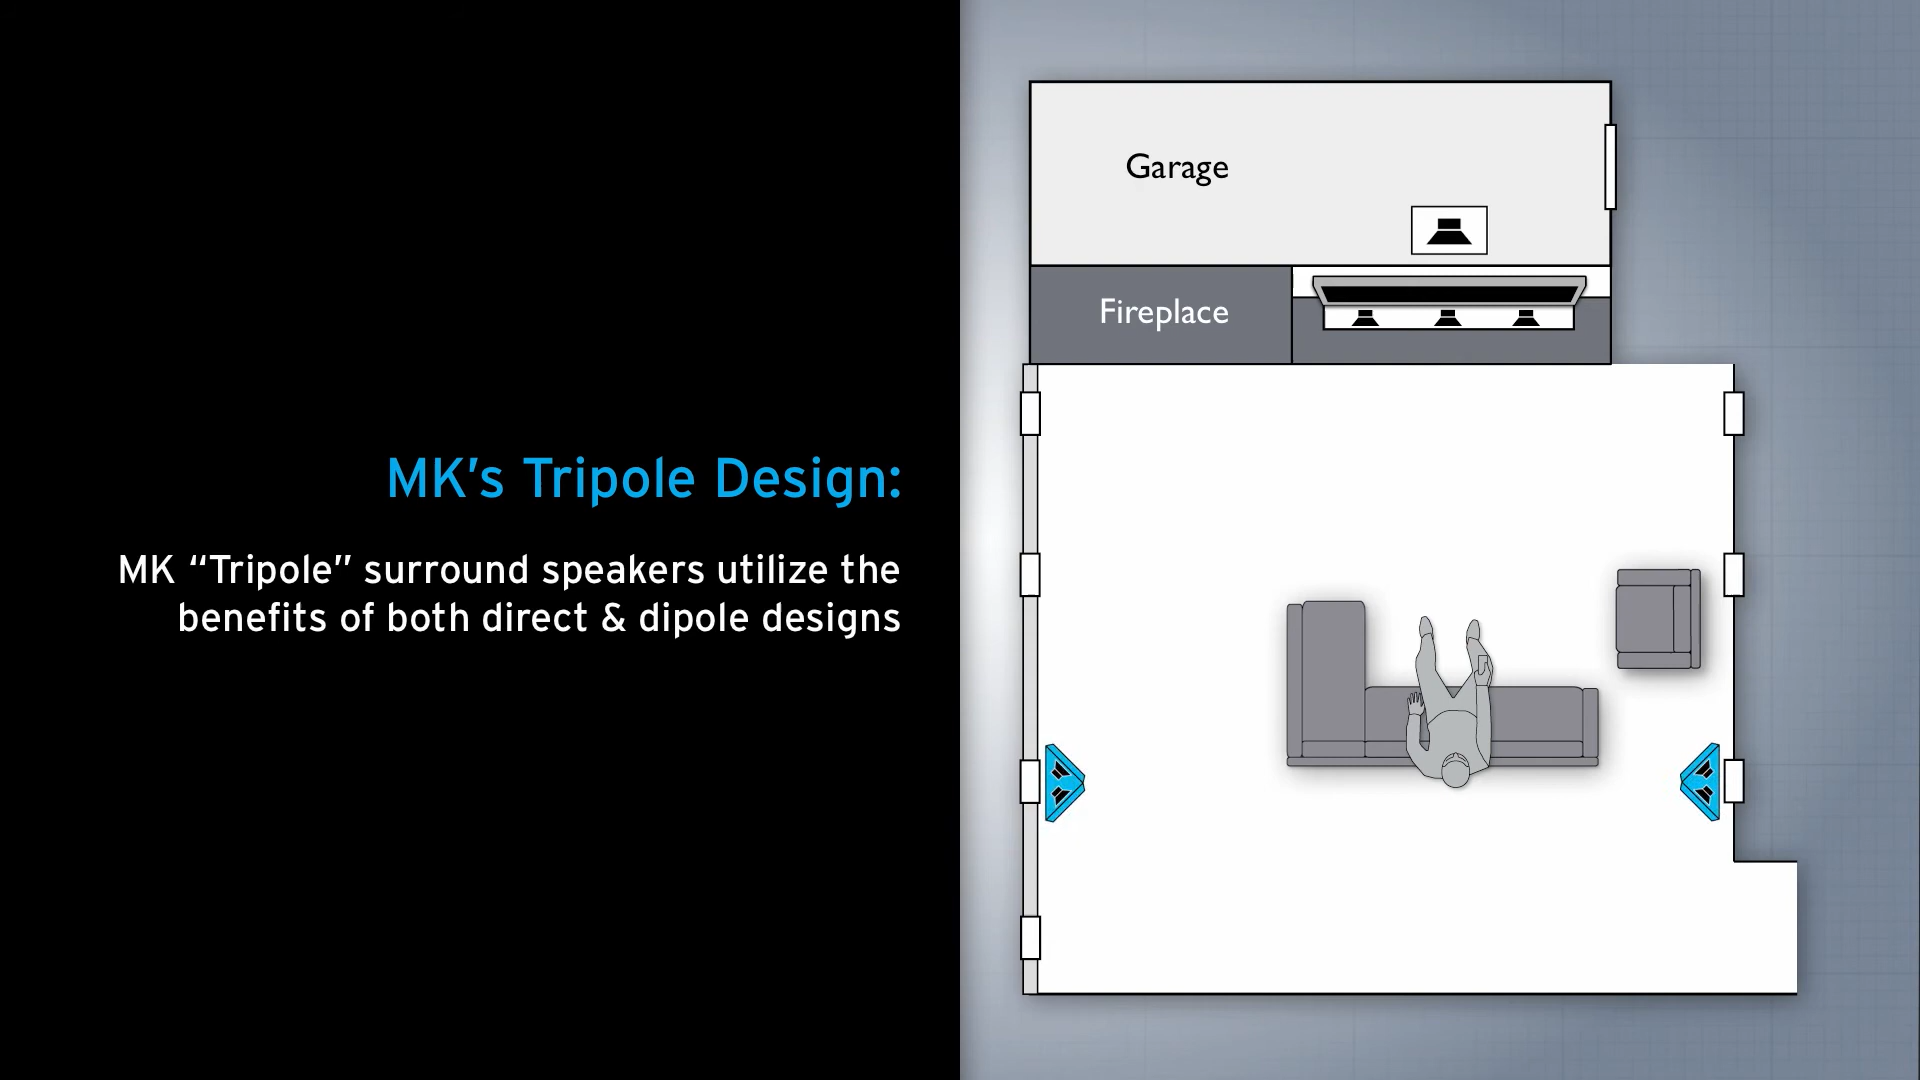 MK’s Tripole Design:
MK “Tripole” surround speakers utilize the
benefits of both direct & dipole designs
Garage
Fireplace